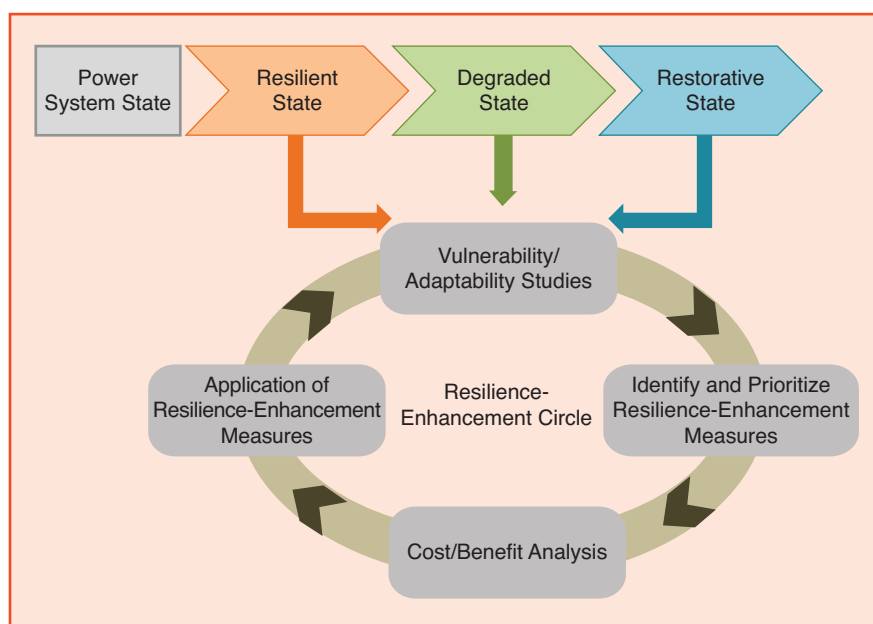 Power
System State
Resilient
State
Degraded
State
Restorative
State
Vulnerability/
Adaptability Studies
Application of
Resilience-Enhancement
Measures
Resilience-
Enhancement Circle
Identify and Prioritize
Resilience-Enhancement
Measures
Cost/Benefit Analysis